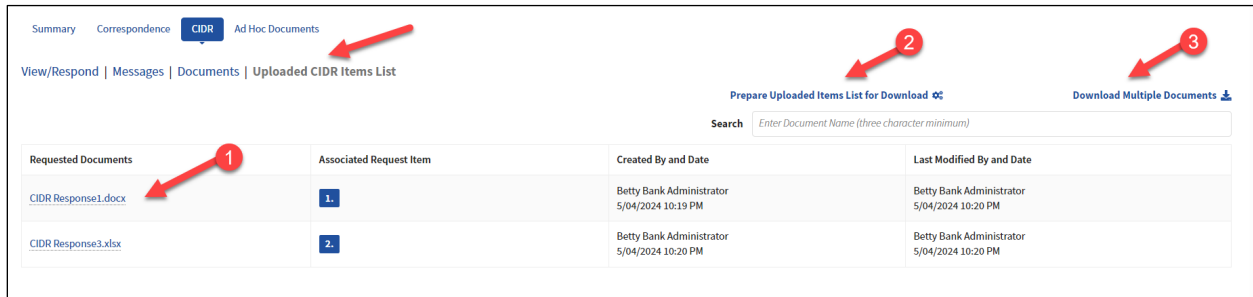 Summary Correspondence CIDR Ad Hoc Documents
View/Respond | Messages | Documents | Uploaded CIDR Items List
2
3
Prepare Uploaded Items List for Download Download Multiple Documents
Search Enter Document Name (three character minimum)
Requested Documents Associated Request Item Created By and Date Last Modified By and Date
1
CIDR Response1.docx 1. Betty Bank Administrator Betty Bank Administrator
5/04/2024 10:19 PM 5/04/2024 10:20 PM
CIDR Response3.xlsx 2. Betty Bank Administrator Betty Bank Administrator
5/04/2024 10:20 PM 5/04/2024 10:20 PM